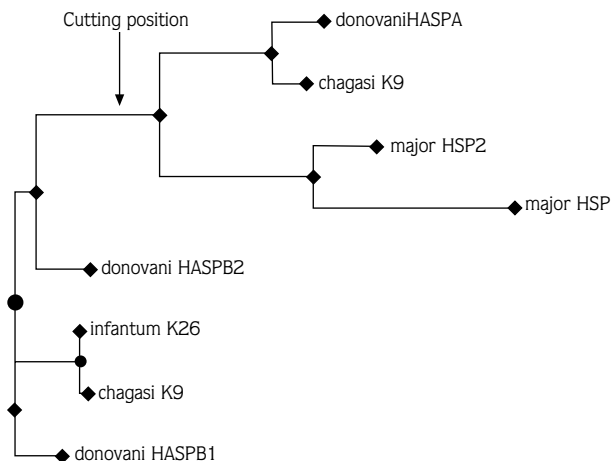 Cutting position
donovaniHASPA
chagasi K9
major HSP2
major HSP
donovani HASPB2
infantum K26
chagasi K9
donovani HASPB1